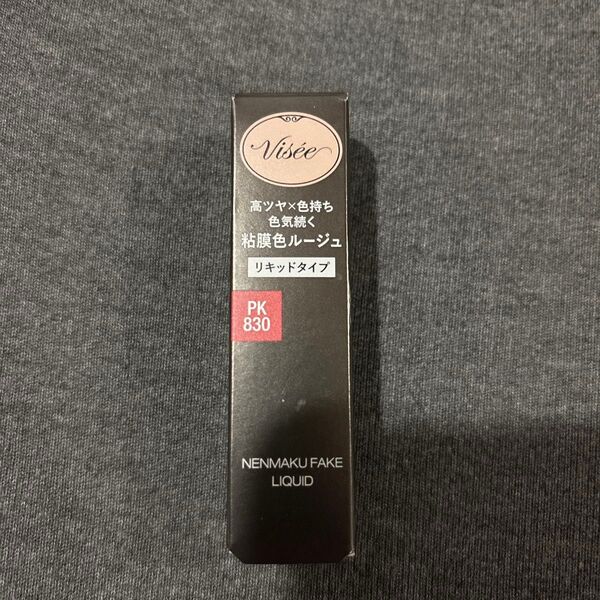 Visée
高ツヤ×色持ち
色気続く
粘膜色ルージュ
リキッドタイプ
PK
830
NENMAKU FAKE
LIQUID